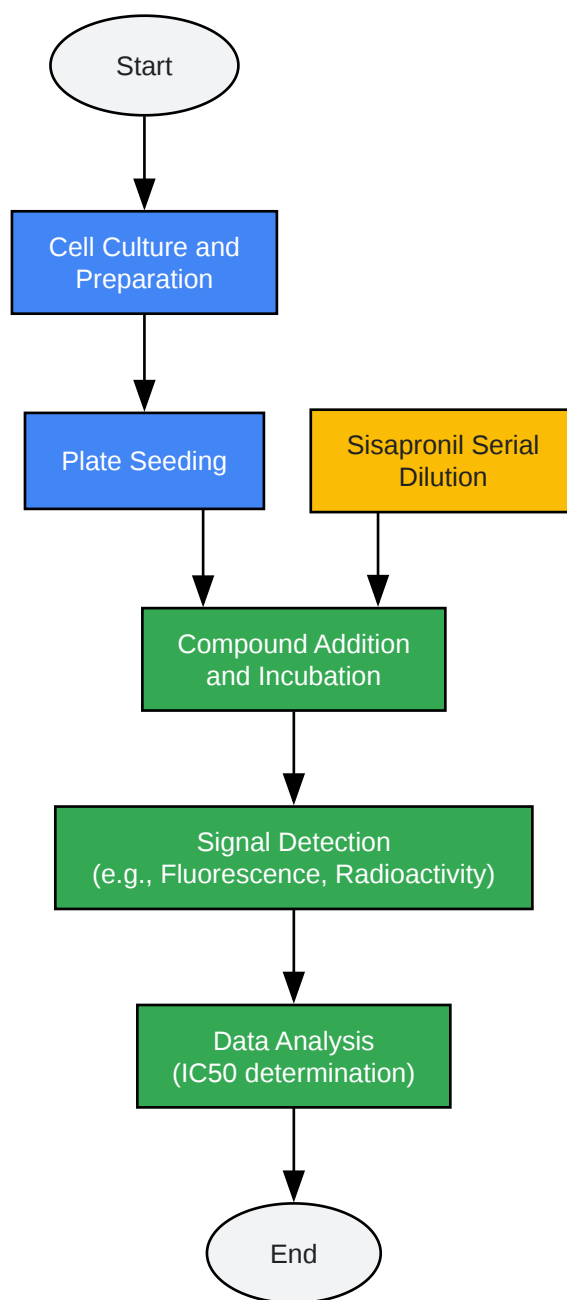 Start
Cell Culture and
Preparation
Plate Seeding
Sisapronil Serial
Dilution
Compound Addition
and Incubation
Signal Detection
(e.g., Fluorescence, Radioactivity)
Data Analysis
(IC50 determination)
End